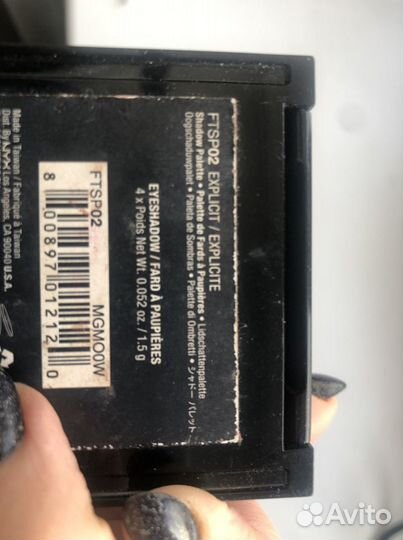 FTSP02 EXPLICIT / EXPLICITE
Shadow Palette • Palette de Fards à Paupières • Lidschattenpalette
Oogschaduwpalet • Paleta de Sombras • Palette di Ombretti • シャドー パレット
EYESHADOW / FARD À PAUPIÈRES
4 x Poids Net Wt. 0.052 oz. / 1.5 g
FTSP02 MGMO0W
8 00897 01212 0
Dist. By NYX Los Angeles, CA 90040 U.S.A.
Made in Taiwan / Fabriqué à Taiwan
Avito